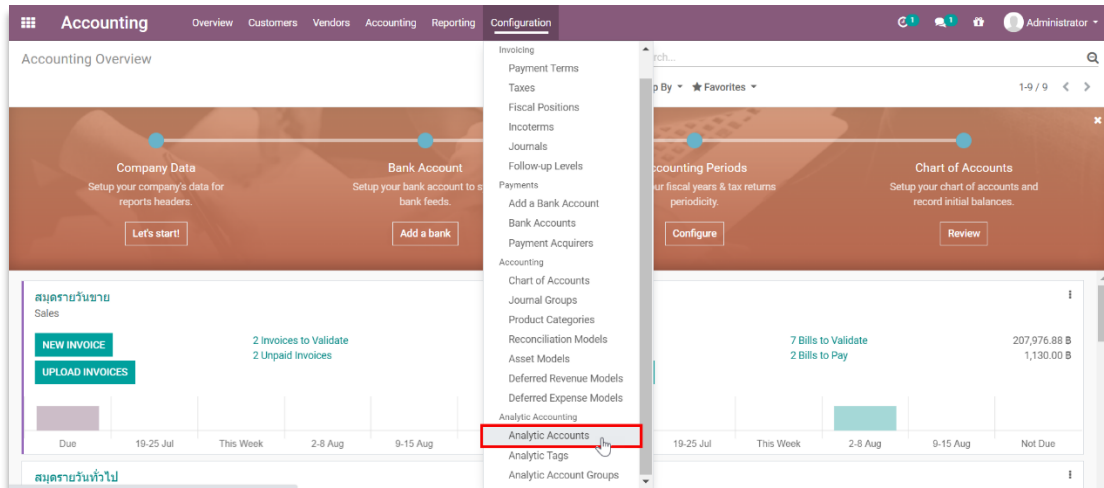 Accounting
Overview Customers Vendors Accounting Reporting Configuration
1 1 Administrator
Accounting Overview
Invoicing
Payment Terms
Taxes
Fiscal Positions
Incoterms
Journals
Follow-up Levels
Payments
Add a Bank Account
Bank Accounts
Payment Acquirers
Accounting
Chart of Accounts
Journal Groups
Product Categories
Reconciliation Models
Asset Models
Deferred Revenue Models
Deferred Expense Models
Analytic Accounting
Analytic Accounts
Analytic Tags
Analytic Account Groups
By Favorites
1-9 / 9
Company Data
Setup your company's data for
reports headers.
Let's start!
Bank Account
Setup your bank account to
bank feeds.
Add a bank
Periods
fiscal years & tax returns
periodicity.
Configure
Chart of Accounts
Setup your chart of accounts and
record initial balances.
Review
สมุดรายวันขาย
Sales
NEW INVOICE
UPLOAD INVOICES
2 Invoices to Validate
2 Unpaid Invoices
Due 19-25 Jul This Week 2-8 Aug 9-15 Aug
7 Bills to Validate 207,976.88 ฿
2 Bills to Pay 1,130.00 ฿
19-25 Jul This Week 2-8 Aug 9-15 Aug Not Due
สมุดรายวันทั่วไป